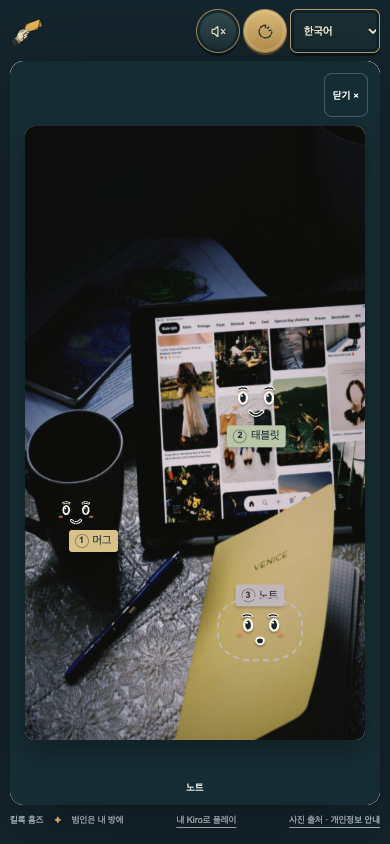 한국어
닫기 ×
② 태블릿
① 머그
VENICE
③ 노트
노트
킬록 홈즈 ✦ 범인은 내 방에
내 Kiro로 플레이
사진 출처 · 개인정보 안내